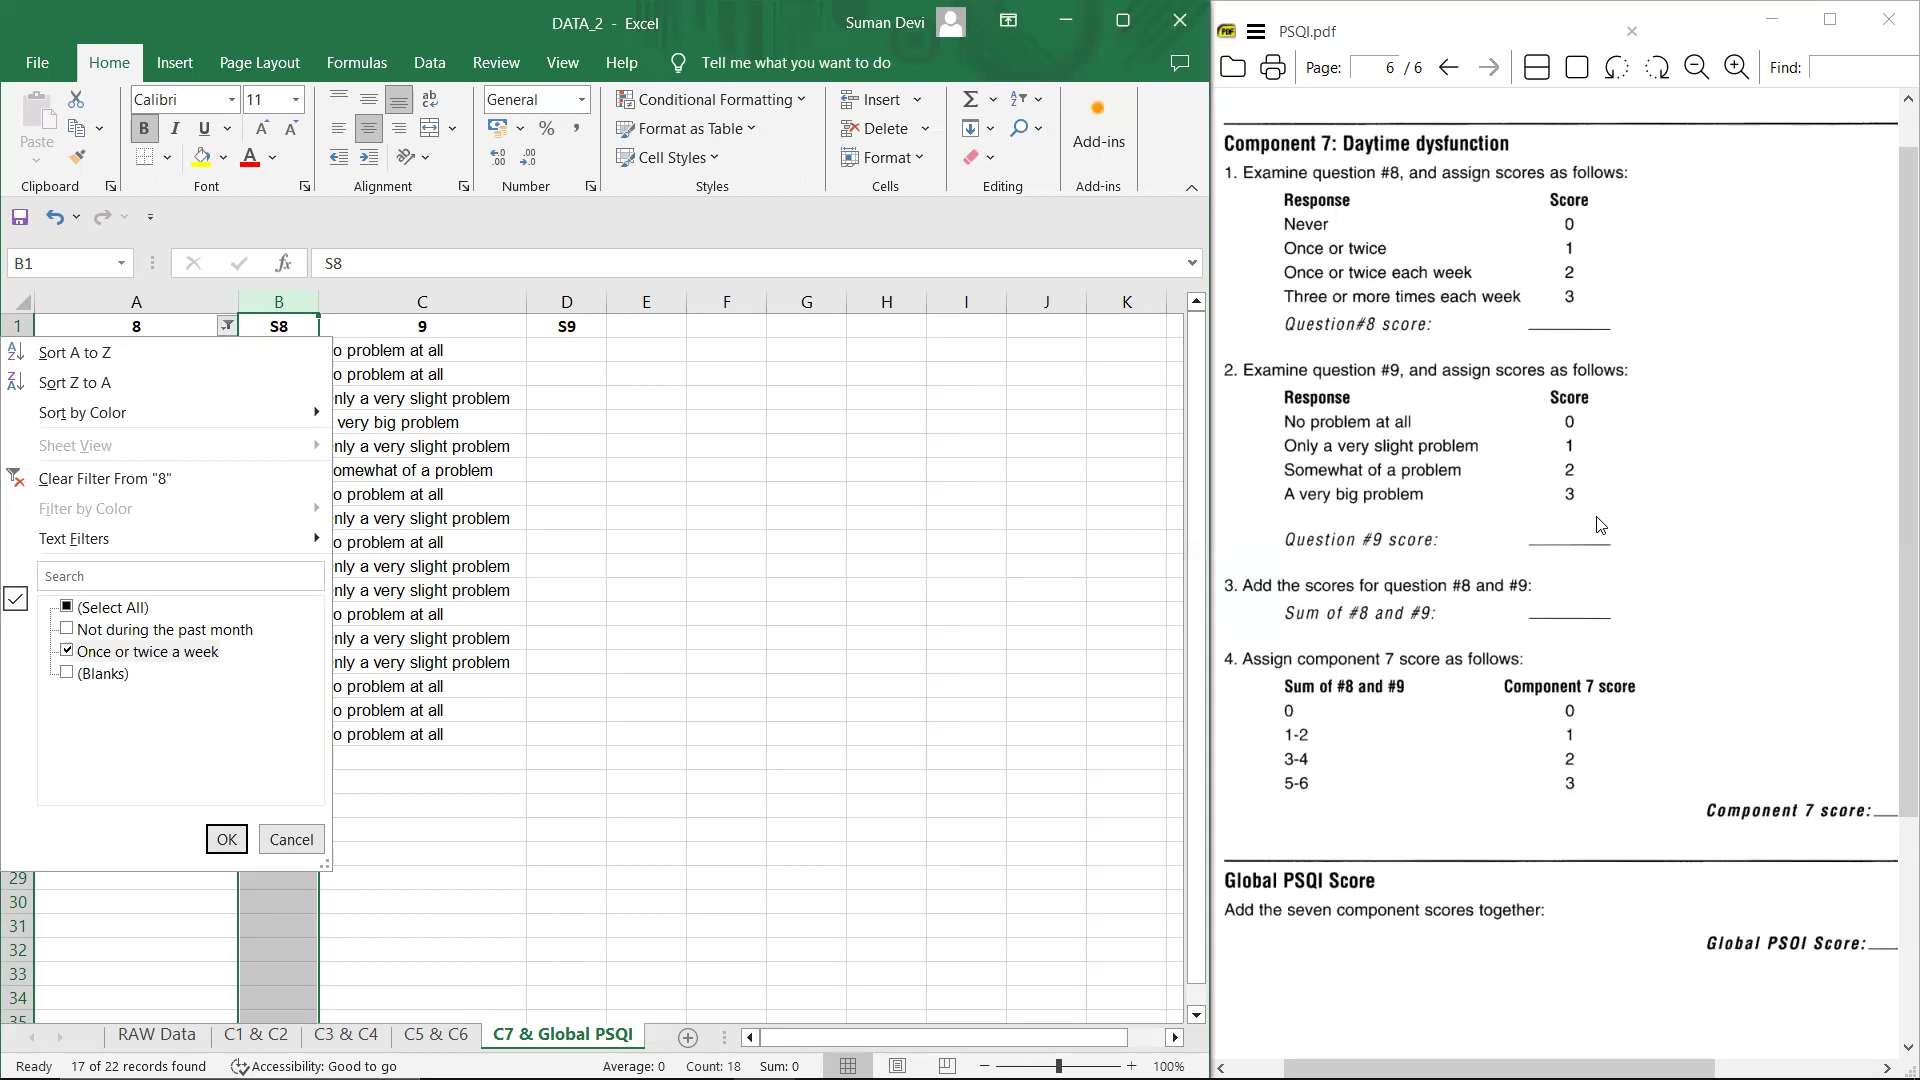 DATA_2 - Excel
Suman Devi
File Home Insert Page Layout Formulas Data Review View Help Tell me what you want to do
Paste
Calibri 11
B I U
General
Conditional Formatting
Format as Table
Cell Styles
Insert
Delete
Format
Add-ins
Clipboard Font Alignment Number Styles Cells Editing Add-ins
B1
fx
S8
A B C D E F G H I J K
1 8 S8 9 S9
Sort A to Z
Sort Z to A
Sort by Color
Sheet View
Clear Filter From "8"
Filter by Color
Text Filters
Search
(Select All)
Not during the past month
Once or twice a week
(Blanks)
OK Cancel
o problem at all
o problem at all
nly a very slight problem
very big problem
nly a very slight problem
omewhat of a problem
o problem at all
nly a very slight problem
o problem at all
nly a very slight problem
nly a very slight problem
o problem at all
nly a very slight problem
nly a very slight problem
o problem at all
o problem at all
o problem at all
29
30
31
32
33
34
35
RAW Data C1 & C2 C3 & C4 C5 & C6 C7 & Global PSQI
Ready 17 of 22 records found Accessibility: Good to go Average: 0 Count: 18 Sum: 0 100%
PDF PSQI.pdf
Page: 6 / 6 Find:
Component 7: Daytime dysfunction
1. Examine question #8, and assign scores as follows:
Response Score
Never 0
Once or twice 1
Once or twice each week 2
Three or more times each week 3
Question#8 score:
2. Examine question #9, and assign scores as follows:
Response Score
No problem at all 0
Only a very slight problem 1
Somewhat of a problem 2
A very big problem 3
Question #9 score:
3. Add the scores for question #8 and #9:
Sum of #8 and #9:
4. Assign component 7 score as follows:
Sum of #8 and #9 Component 7 score
0 0
1-2 1
3-4 2
5-6 3
Component 7 score:
Global PSQI Score
Add the seven component scores together:
Global PSQI Score: